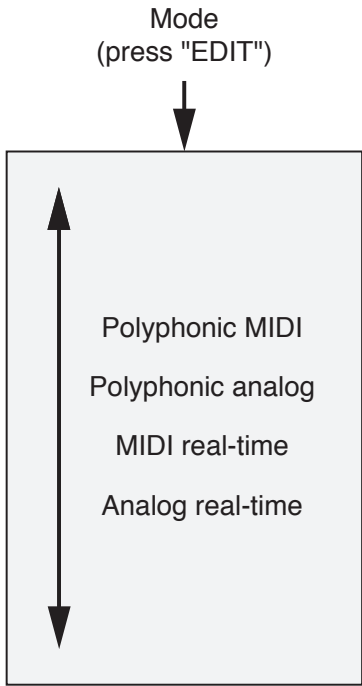 Mode
(press "EDIT")
Polyphonic MIDI
Polyphonic analog
MIDI real-time
Analog real-time